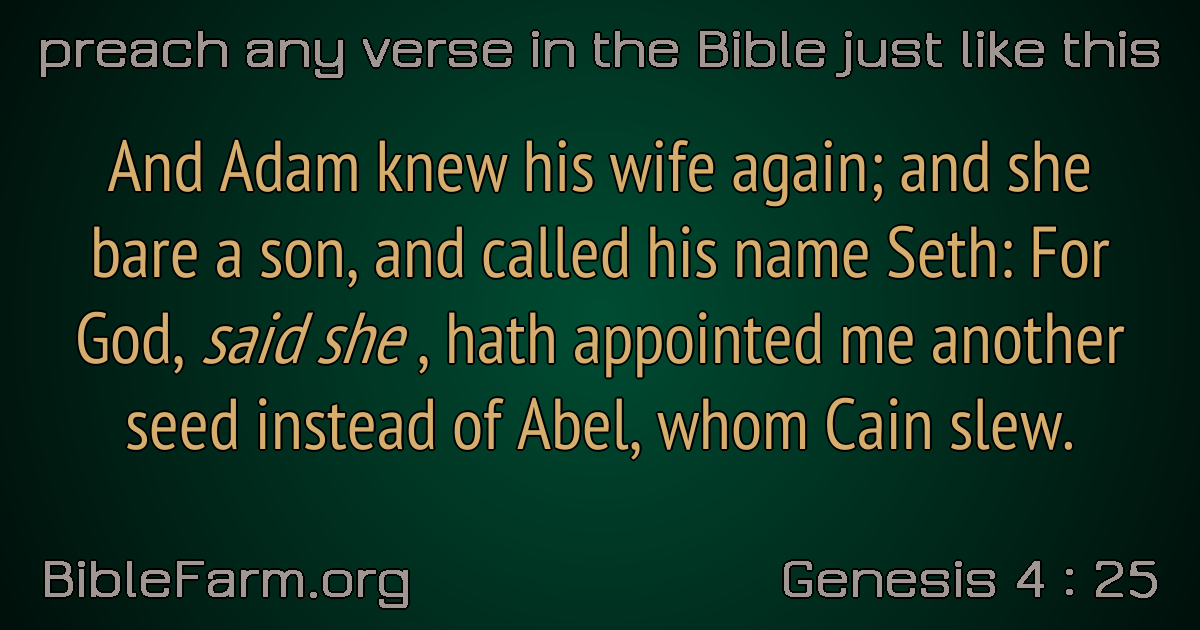 preach any verse in the Bible just like this
And Adam knew his wife again; and she
bare a son, and called his name Seth: For
God, said she , hath appointed me another
seed instead of Abel, whom Cain slew.
BibleFarm.org
Genesis 4 : 25